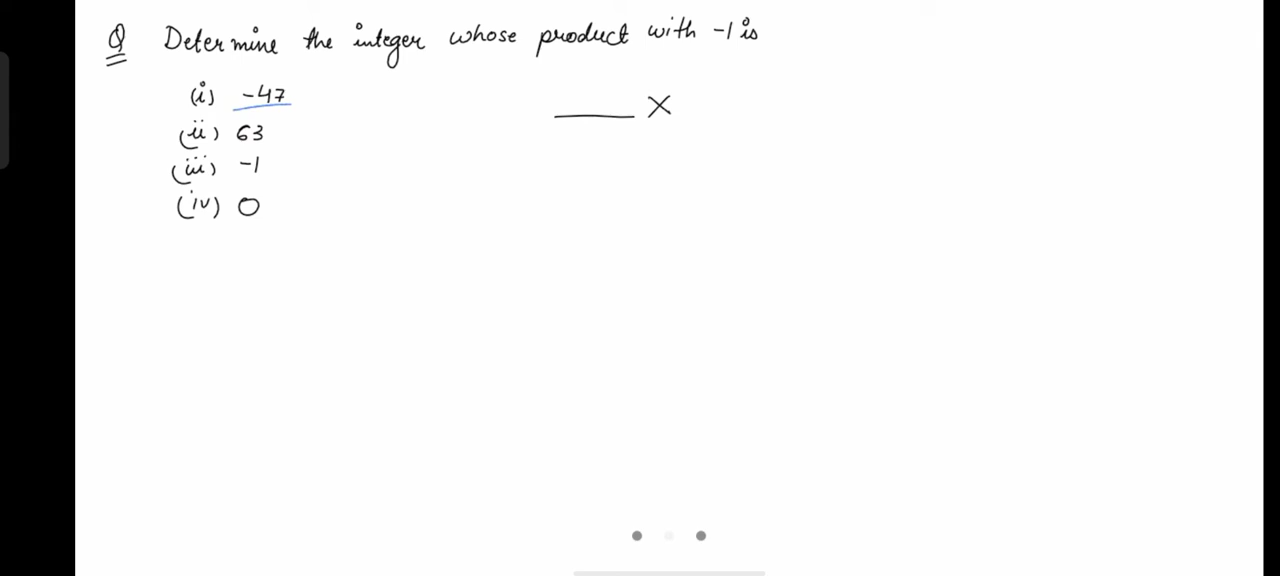 Q Determine the integer whose product with -1 is
(i) -47
____ ×
(ii) 63
(iii) -1
(iv) 0